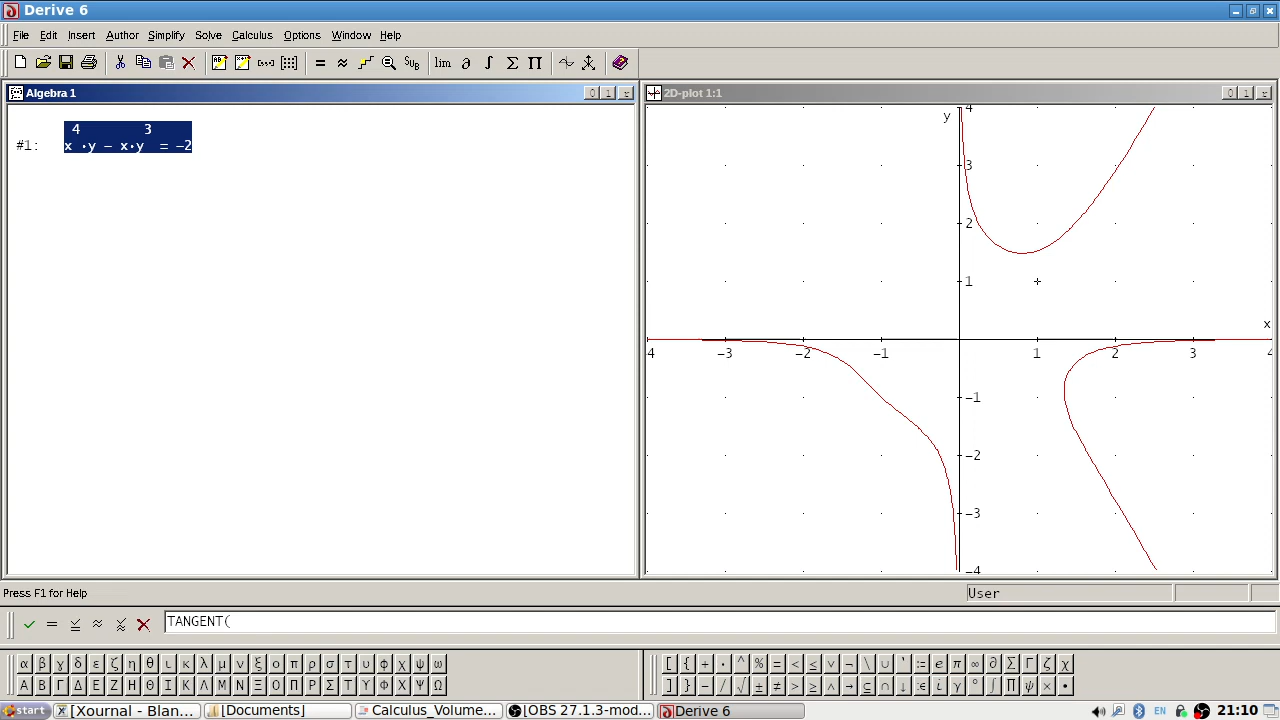 Derive 6
File Edit Insert Author Simplify Solve Calculus Options Window Help
= ≈ SUB lim ∂ ∫ Σ Π
Algebra 1
2D-plot 1:1
#1: x⁴·y − x·y³ = −2
y
4
3
2
1
x
4 −3 −2 −1 1 2 3 4
−1
−2
−3
−4
Press F1 for Help
User
TANGENT(
α β γ δ ε ζ η θ ι κ λ μ ν ξ ο π ρ σ τ υ φ χ ψ ω
[ { + · ^ % = < ≤ ∨ ¬ \ ∪ ' := e π ∞ ∂ ∑ Γ ζ χ
Α Β Γ Δ Ε Ζ Η Θ Ι Κ Λ Μ Ν Ξ Ο Π Ρ Σ Τ Υ Φ Χ Ψ Ω
] } − / √ ± ≠ > ≥ ∧ → ⊆ ∩ ↓ :∈ i γ ° ∫ ∏ ψ × •
start
[Xournal - Blan...
[Documents]
Calculus_Volume...
[OBS 27.1.3-mod...
Derive 6
EN
21:10